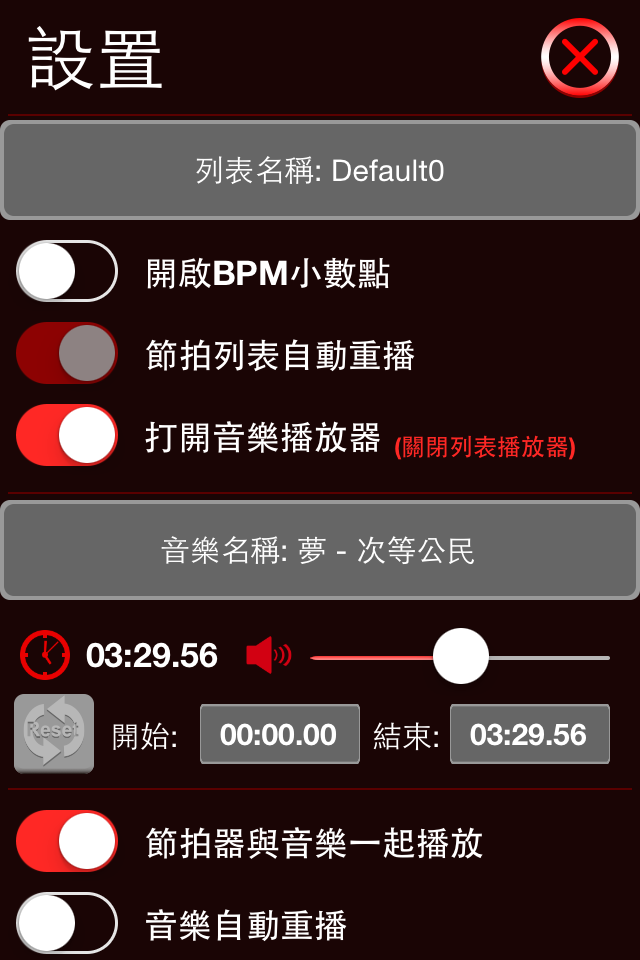 設置
列表名稱: Default0
開啟BPM小數點
節拍列表自動重播
打開音樂播放器 (關閉列表播放器)
音樂名稱: 夢 - 次等公民
03:29.56
Reset 開始: 00:00.00 結束: 03:29.56
節拍器與音樂一起播放
音樂自動重播